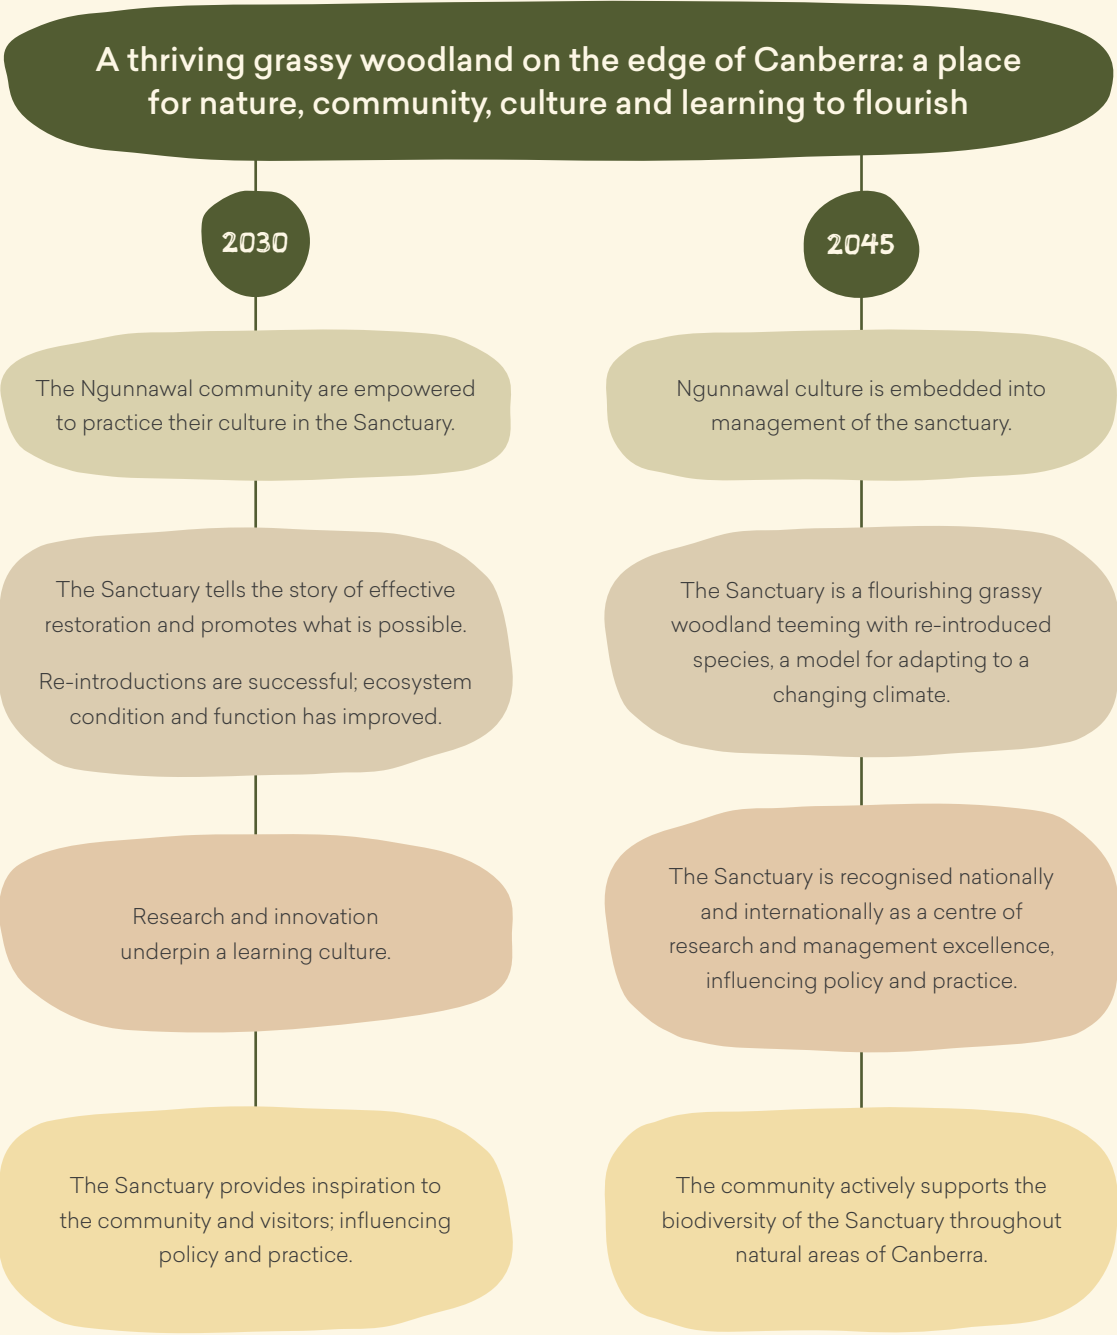 A thriving grassy woodland on the edge of Canberra: a place
for nature, community, culture and learning to flourish
2030
The Ngunnawal community are empowered
to practice their culture in the Sanctuary.
The Sanctuary tells the story of effective
restoration and promotes what is possible.
Re-introductions are successful; ecosystem
condition and function has improved.
Research and innovation
underpin a learning culture.
The Sanctuary provides inspiration to
the community and visitors; influencing
policy and practice.
2045
Ngunnawal culture is embedded into
management of the sanctuary.
The Sanctuary is a flourishing grassy
woodland teeming with re-introduced
species, a model for adapting to a
changing climate.
The Sanctuary is recognised nationally
and internationally as a centre of
research and management excellence,
influencing policy and practice.
The community actively supports the
biodiversity of the Sanctuary throughout
natural areas of Canberra.